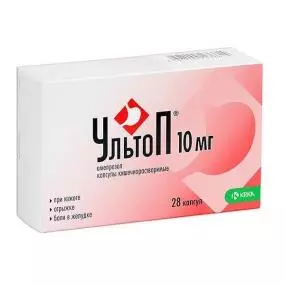 УльтоП® 10 мг
омепразол
капсулы кишечнорастворимые
• при изжоге
• отрыжке
• боли в желудке
28 капсул
KRKA